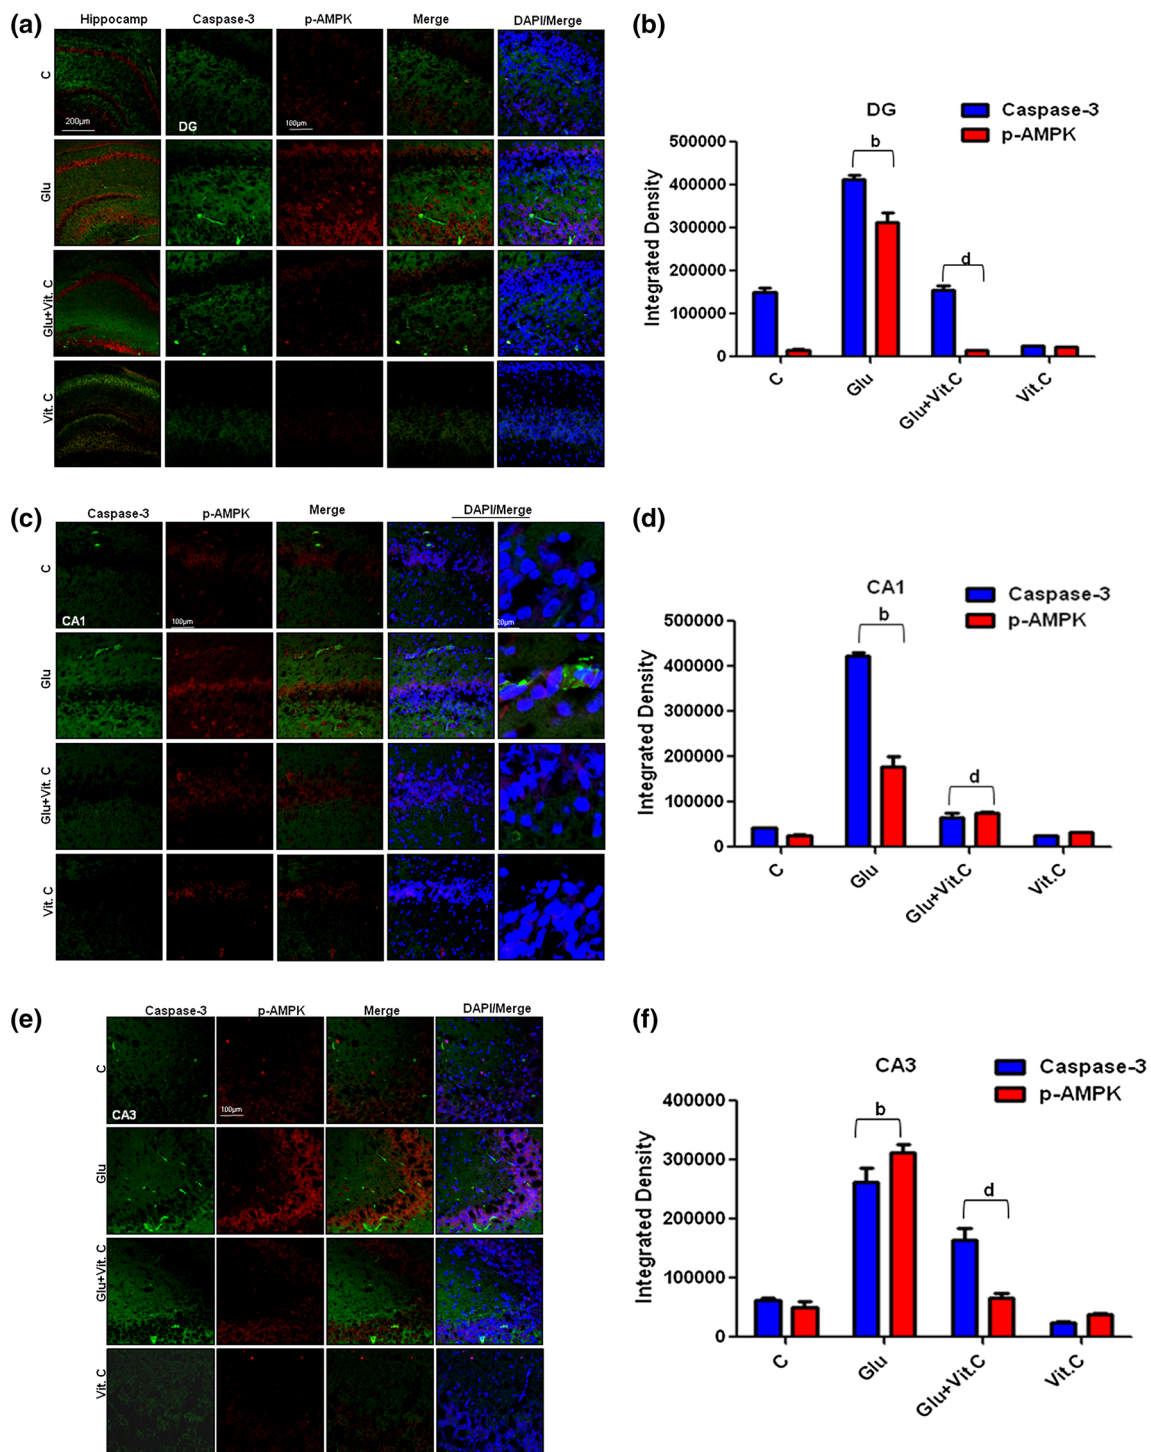 (a)
Hippocamp Caspase-3 p-AMPK Merge DAPI/Merge
C
200µm
DG
100µm
Glu
Glu+Vit. C
Vit. C
(b)
DG
Caspase-3
p-AMPK
Integrated Density
500000
400000
300000
200000
100000
0
b
d
C Glu Glu+Vit.C Vit.C
(c)
Caspase-3 p-AMPK Merge DAPI/Merge
C
CA1
100µm
20µm
Glu
Glu+Vit. C
Vit. C
(d)
CA1
Caspase-3
p-AMPK
Integrated Density
500000
400000
300000
200000
100000
0
b
d
C Glu Glu+Vit.C Vit.C
(e)
Caspase-3 p-AMPK Merge DAPI/Merge
C
CA3
100µm
Glu
Glu+Vit. C
Vit. C
(f)
CA3
Caspase-3
p-AMPK
Integrated Density
400000
300000
200000
100000
0
b
d
C Glu Glu+Vit.C Vit.C